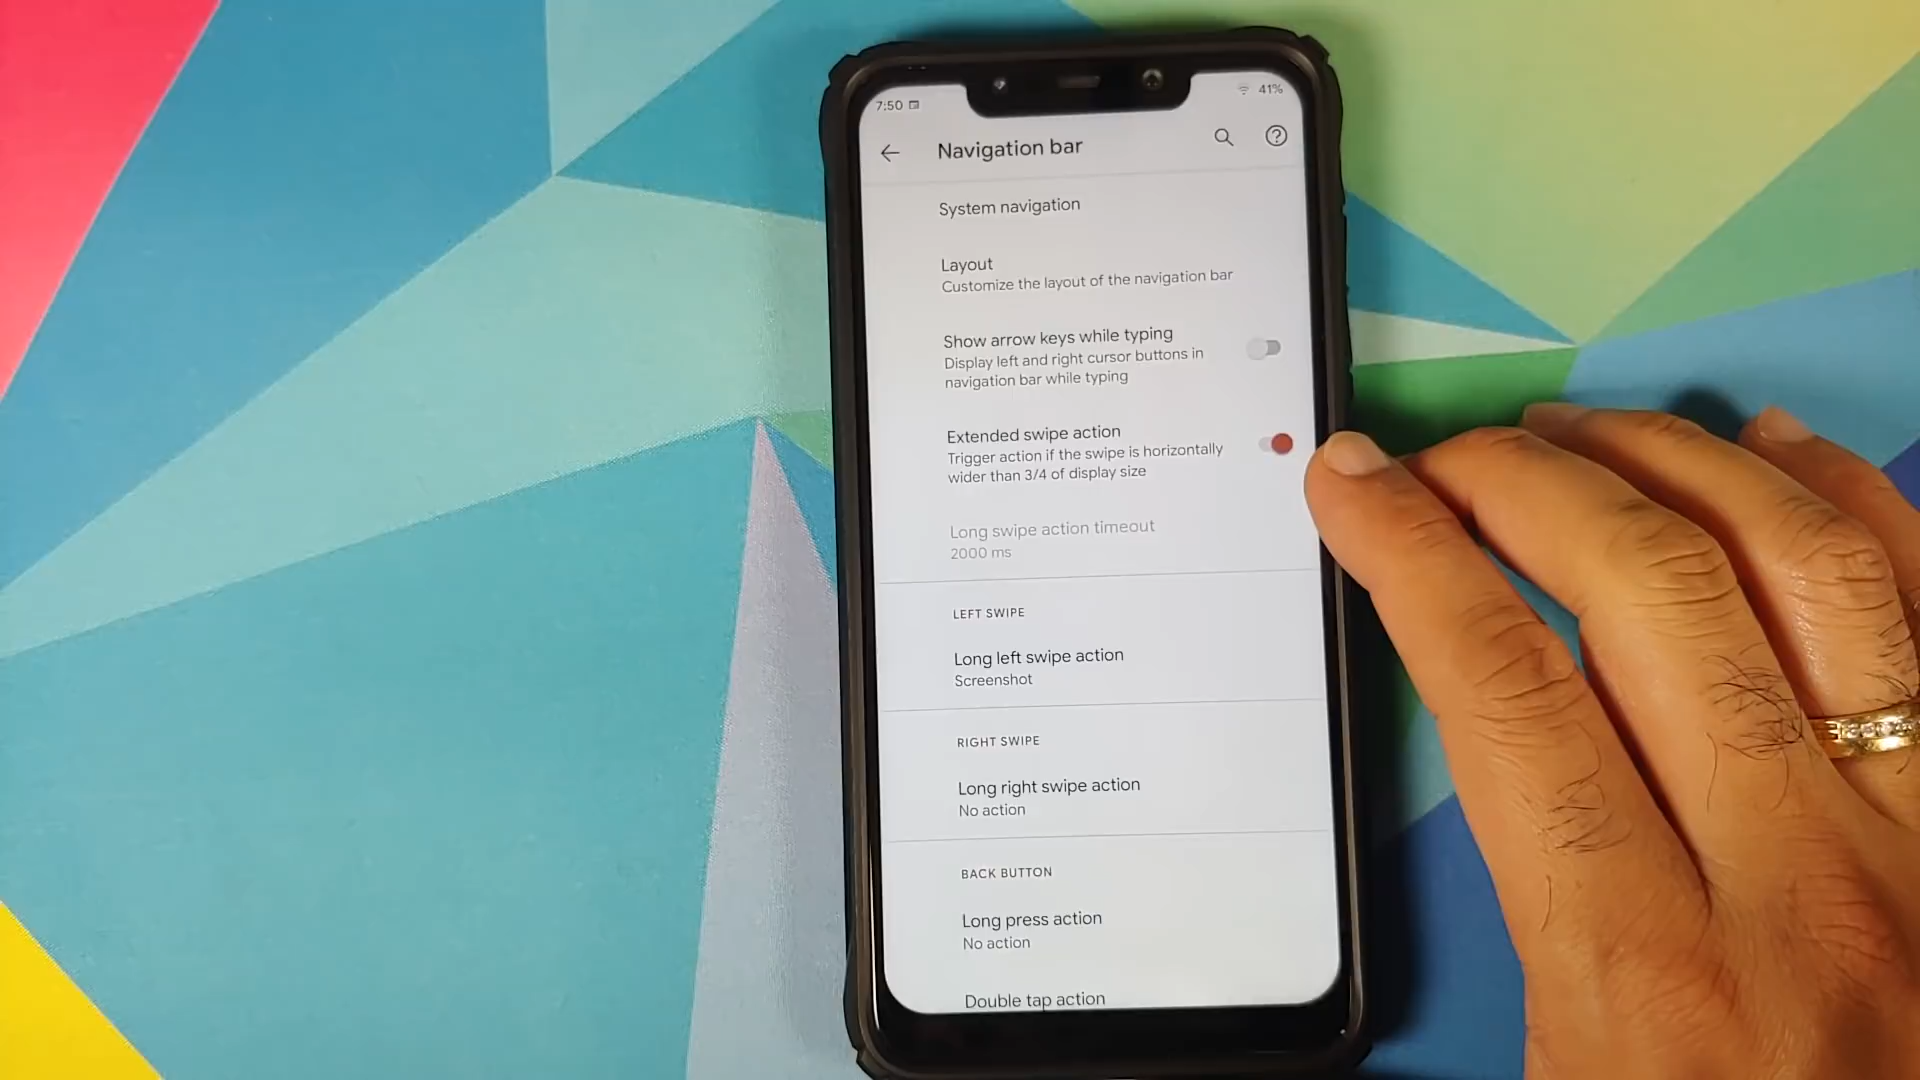 7:50
41%
Navigation bar
System navigation
Layout
Customize the layout of the navigation bar
Show arrow keys while typing
Display left and right cursor buttons in
navigation bar while typing
Extended swipe action
Trigger action if the swipe is horizontally
wider than 3/4 of display size
Long swipe action timeout
2000 ms
LEFT SWIPE
Long left swipe action
Screenshot
RIGHT SWIPE
Long right swipe action
No action
BACK BUTTON
Long press action
No action
Double tap action